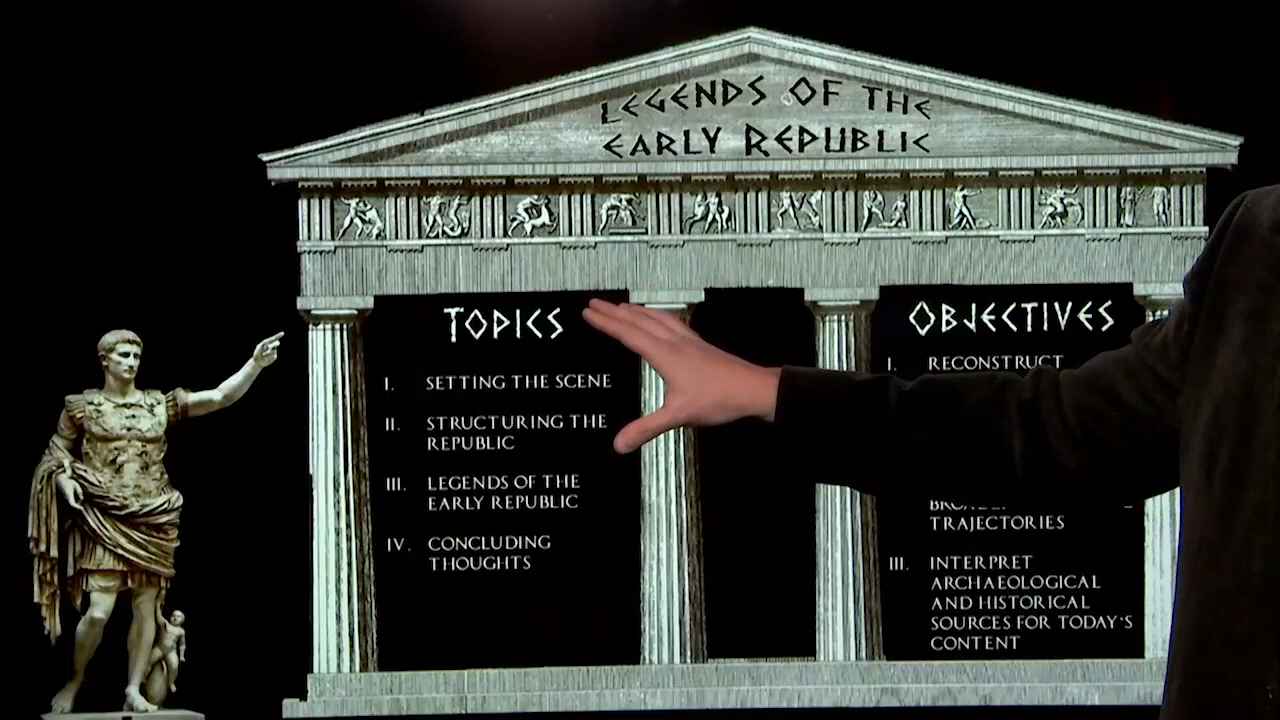 LEGENDS OF THE
EARLY REPUBLIC
TOPICS
I. SETTING THE SCENE
II. STRUCTURING THE
REPUBLIC
III. LEGENDS OF THE
EARLY REPUBLIC
IV. CONCLUDING
THOUGHTS
OBJECTIVES
I. RECONSTRUCT
TRAJECTORIES
III. INTERPRET
ARCHAEOLOGICAL
AND HISTORICAL
SOURCES FOR TODAY'S
CONTENT